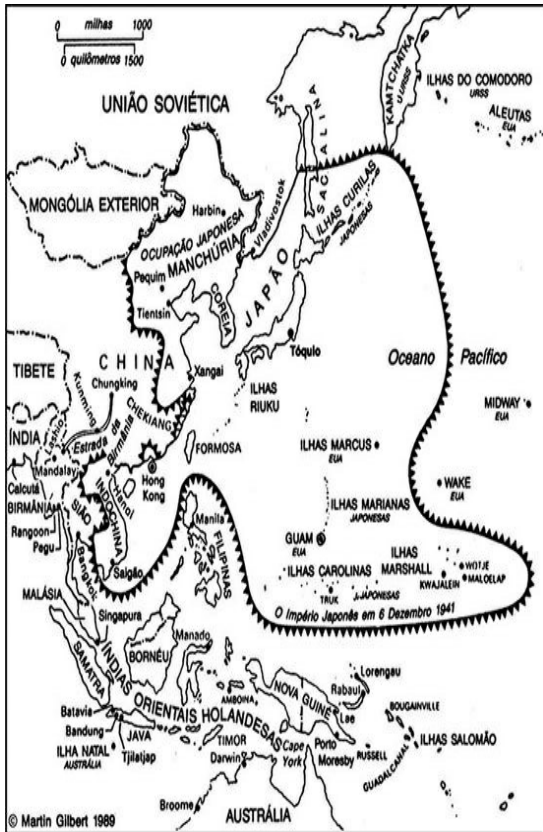 0 milhas 1000
0 quilômetros 1500
UNIÃO SOVIÉTICA
KAMTCHATKA
U URSS
ILHAS DO COMODORO
URSS
ALEUTAS
EUA
SACALINA
MONGÓLIA EXTERIOR
Harbin
OCUPAÇÃO JAPONESA
MANCHÚRIA
Vladivostok
ILHAS CURILAS
JAPONESAS
Pequim
Tientsin
CORÉIA
JAPÃO
Tóquio
Oceano Pacífico
TIBETE
CHINA
Chungking
Xangai
CHEKIANG
ILHAS
RIUKU
MIDWAY
EUA
Kunming
Lashio
Estrada da
Birmânia
ÍNDIA
Mandalay
FORMOSA
ILHAS MARCUS
EUA
Hong
Kong
WAKE
EUA
Calcutá
BIRMÂNIA
Hanoi
INDOCHINA
SIÃO
Rangoon
Pegu
Manila
FILIPINAS
ILHAS MARIANAS
JAPONESAS
GUAM
EUA
Bangkok
Saigão
ILHAS
MARSHALL
WOTJE
KWAJALEIN
MALOELAP
ILHAS CAROLINAS
JAPONESAS
TRUK
O Império Japonês em 6 Dezembro 1941
MALÁSIA
Singapura
SAMATRA
BORNÉU
Manado
ÍNDIAS ORIENTAIS HOLANDESAS
AMBOINA
NOVA GUINÉ
Lorengau
Rabaul
Lae
BOUGAINVILLE
Batavia
Bandung
JAVA
Tjilatjap
ILHA NATAL
AUSTRÁLIA
TIMOR
Darwin
Cape
York
Porto
Moresby
RUSSELL
GUADALCANAL
ILHAS SALOMÃO
Broome
AUSTRÁLIA
© Martin Gilbert 1989